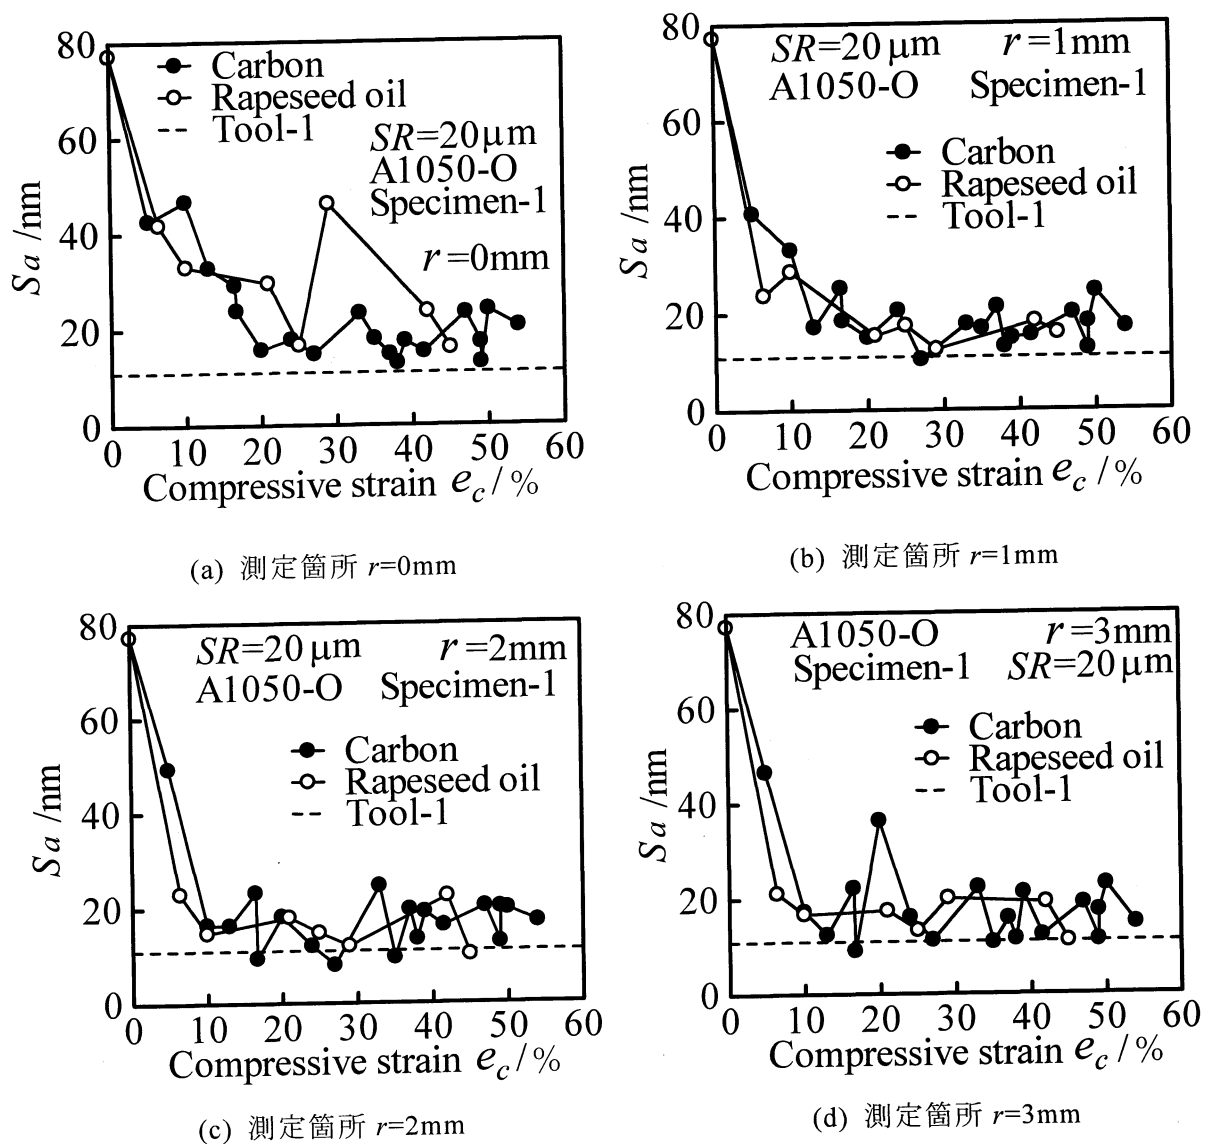 80
60
40
20
0
Sa /nm
Carbon
Rapeseed oil
Tool-1
SR=20μm
A1050-O
Specimen-1
r=0mm
0 10 20 30 40 50 60
Compressive strain ec / %
(a) 測定箇所 r=0mm
80
60
40
20
0
Sa /nm
SR=20μm r=1mm
A1050-O Specimen-1
Carbon
Rapeseed oil
Tool-1
0 10 20 30 40 50 60
Compressive strain ec / %
(b) 測定箇所 r=1mm
80
60
40
20
0
Sa /nm
SR=20μm r=2mm
A1050-O Specimen-1
Carbon
Rapeseed oil
Tool-1
0 10 20 30 40 50 60
Compressive strain ec / %
(c) 測定箇所 r=2mm
80
60
40
20
0
Sa /nm
A1050-O r=3mm
Specimen-1 SR=20μm
Carbon
Rapeseed oil
Tool-1
0 10 20 30 40 50 60
Compressive strain ec / %
(d) 測定箇所 r=3mm